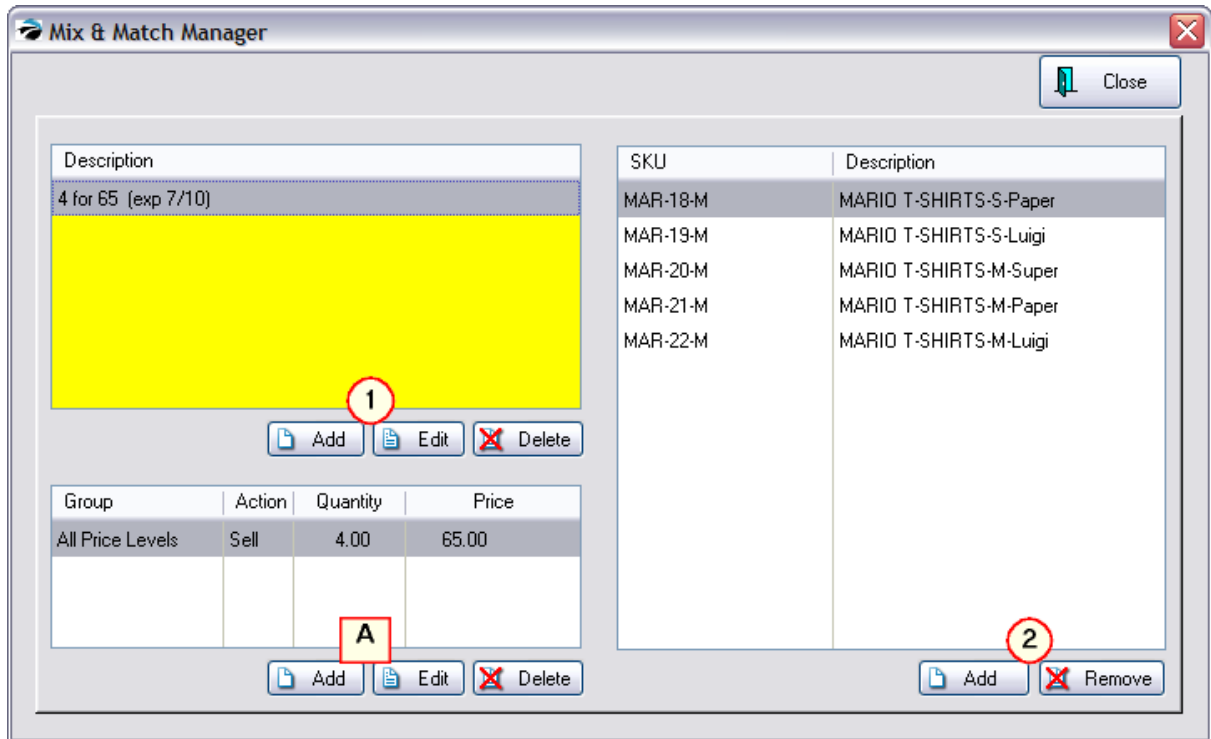 Mix & Match Manager
Close
Description
4 for 65 (exp 7/10)
1
Add Edit Delete
Group Action Quantity Price
All Price Levels Sell 4.00 65.00
A
Add Edit Delete
SKU Description
MAR-18-M MARIO T-SHIRTS-S-Paper
MAR-19-M MARIO T-SHIRTS-S-Luigi
MAR-20-M MARIO T-SHIRTS-M-Super
MAR-21-M MARIO T-SHIRTS-M-Paper
MAR-22-M MARIO T-SHIRTS-M-Luigi
2
Add Remove